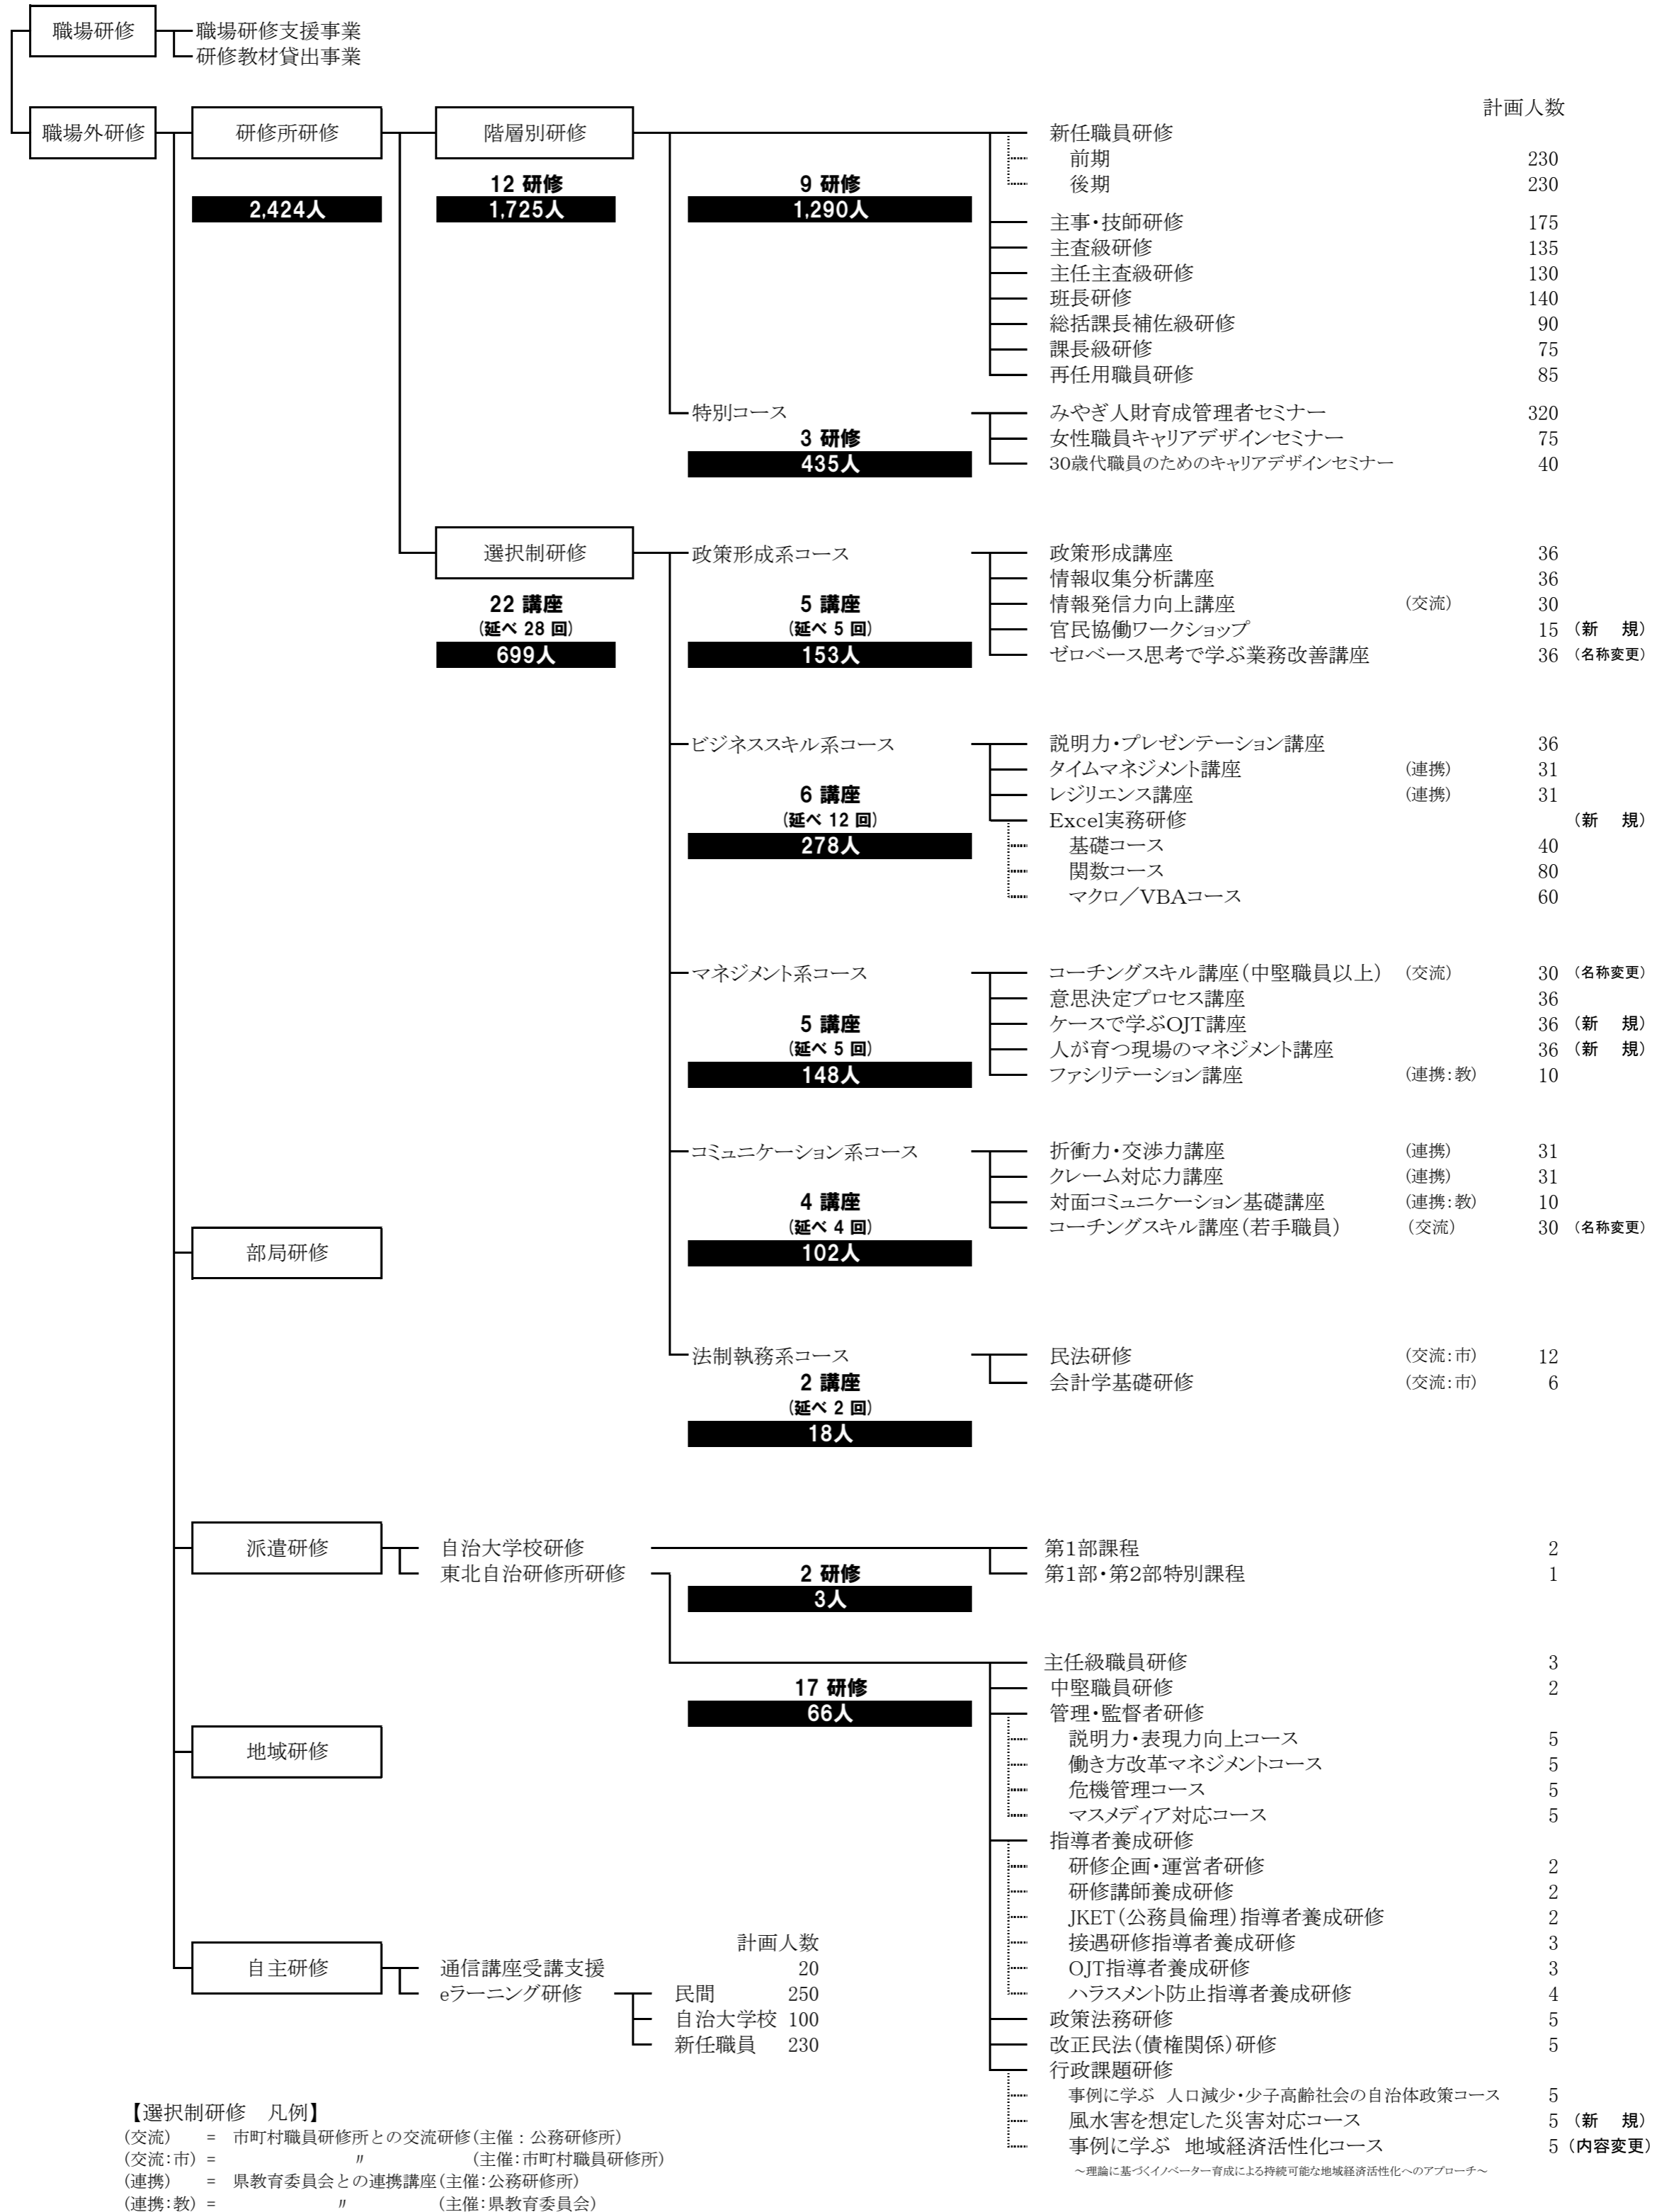 職場研修 職場研修支援事業
研修教材貸出事業
計画人数
職場外研修 研修所研修 階層別研修 新任職員研修
前期 230
12 研修 9 研修 後期 230
2,424人 1,725人 1,290人
主事・技師研修 175
主査級研修 135
主任主査級研修 130
班長研修 140
総括課長補佐級研修 90
課長級研修 75
再任用職員研修 85
特別コース みやぎ人財育成管理者セミナー 320
3 研修 女性職員キャリアデザインセミナー 75
435人 30歳代職員のためのキャリアデザインセミナー 40
選択制研修 政策形成系コース 政策形成講座 36
情報収集分析講座 36
22 講座 5 講座 情報発信力向上講座 (交流) 30
(延べ 28 回) (延べ 5 回) 官民協働ワークショップ 15 (新 規)
699人 153人 ゼロベース思考で学ぶ業務改善講座 36 (名称変更)
ビジネススキル系コース 説明力・プレゼンテーション講座 36
タイムマネジメント講座 (連携) 31
6 講座 レジリエンス講座 (連携) 31
(延べ 12 回) Excel実務研修 (新 規)
278人 基礎コース 40
関数コース 80
マクロ／VBAコース 60
マネジメント系コース コーチングスキル講座(中堅職員以上) (交流) 30 (名称変更)
意思決定プロセス講座 36
5 講座 ケースで学ぶOJT講座 36 (新 規)
(延べ 5 回) 人が育つ現場のマネジメント講座 36 (新 規)
148人 ファシリテーション講座 (連携:教) 10
コミュニケーション系コース 折衝力・交渉力講座 (連携) 31
クレーム対応力講座 (連携) 31
4 講座 対面コミュニケーション基礎講座 (連携:教) 10
(延べ 4 回) コーチングスキル講座(若手職員) (交流) 30 (名称変更)
部局研修 102人
法制執務系コース 民法研修 (交流:市) 12
2 講座 会計学基礎研修 (交流:市) 6
(延べ 2 回)
18人
派遣研修 自治大学校研修 第1部課程 2
東北自治研修所研修 2 研修 第1部・第2部特別課程 1
3人
主任級職員研修 3
17 研修 中堅職員研修 2
66人 管理・監督者研修
説明力・表現力向上コース 5
地域研修 働き方改革マネジメントコース 5
危機管理コース 5
マスメディア対応コース 5
指導者養成研修
研修企画・運営者研修 2
研修講師養成研修 2
JKET(公務員倫理)指導者養成研修 2
計画人数 接遇研修指導者養成研修 3
自主研修 通信講座受講支援 20 OJT指導者養成研修 3
eラーニング研修 民間 250 ハラスメント防止指導者養成研修 4
自治大学校 100 政策法務研修 5
新任職員 230 改正民法(債権関係)研修 5
行政課題研修
事例に学ぶ 人口減少・少子高齢社会の自治体政策コース 5
【選択制研修 凡例】 風水害を想定した災害対応コース 5 (新 規)
(交流) = 市町村職員研修所との交流研修(主催：公務研修所)
事例に学ぶ 地域経済活性化コース 5 (内容変更)
(交流:市) = 〃 (主催:市町村職員研修所)
～理論に基づくイノベーター育成による持続可能な地域経済活性化へのアプローチ～
(連携) = 県教育委員会との連携講座(主催:公務研修所)
(連携:教) = 〃 (主催:県教育委員会)